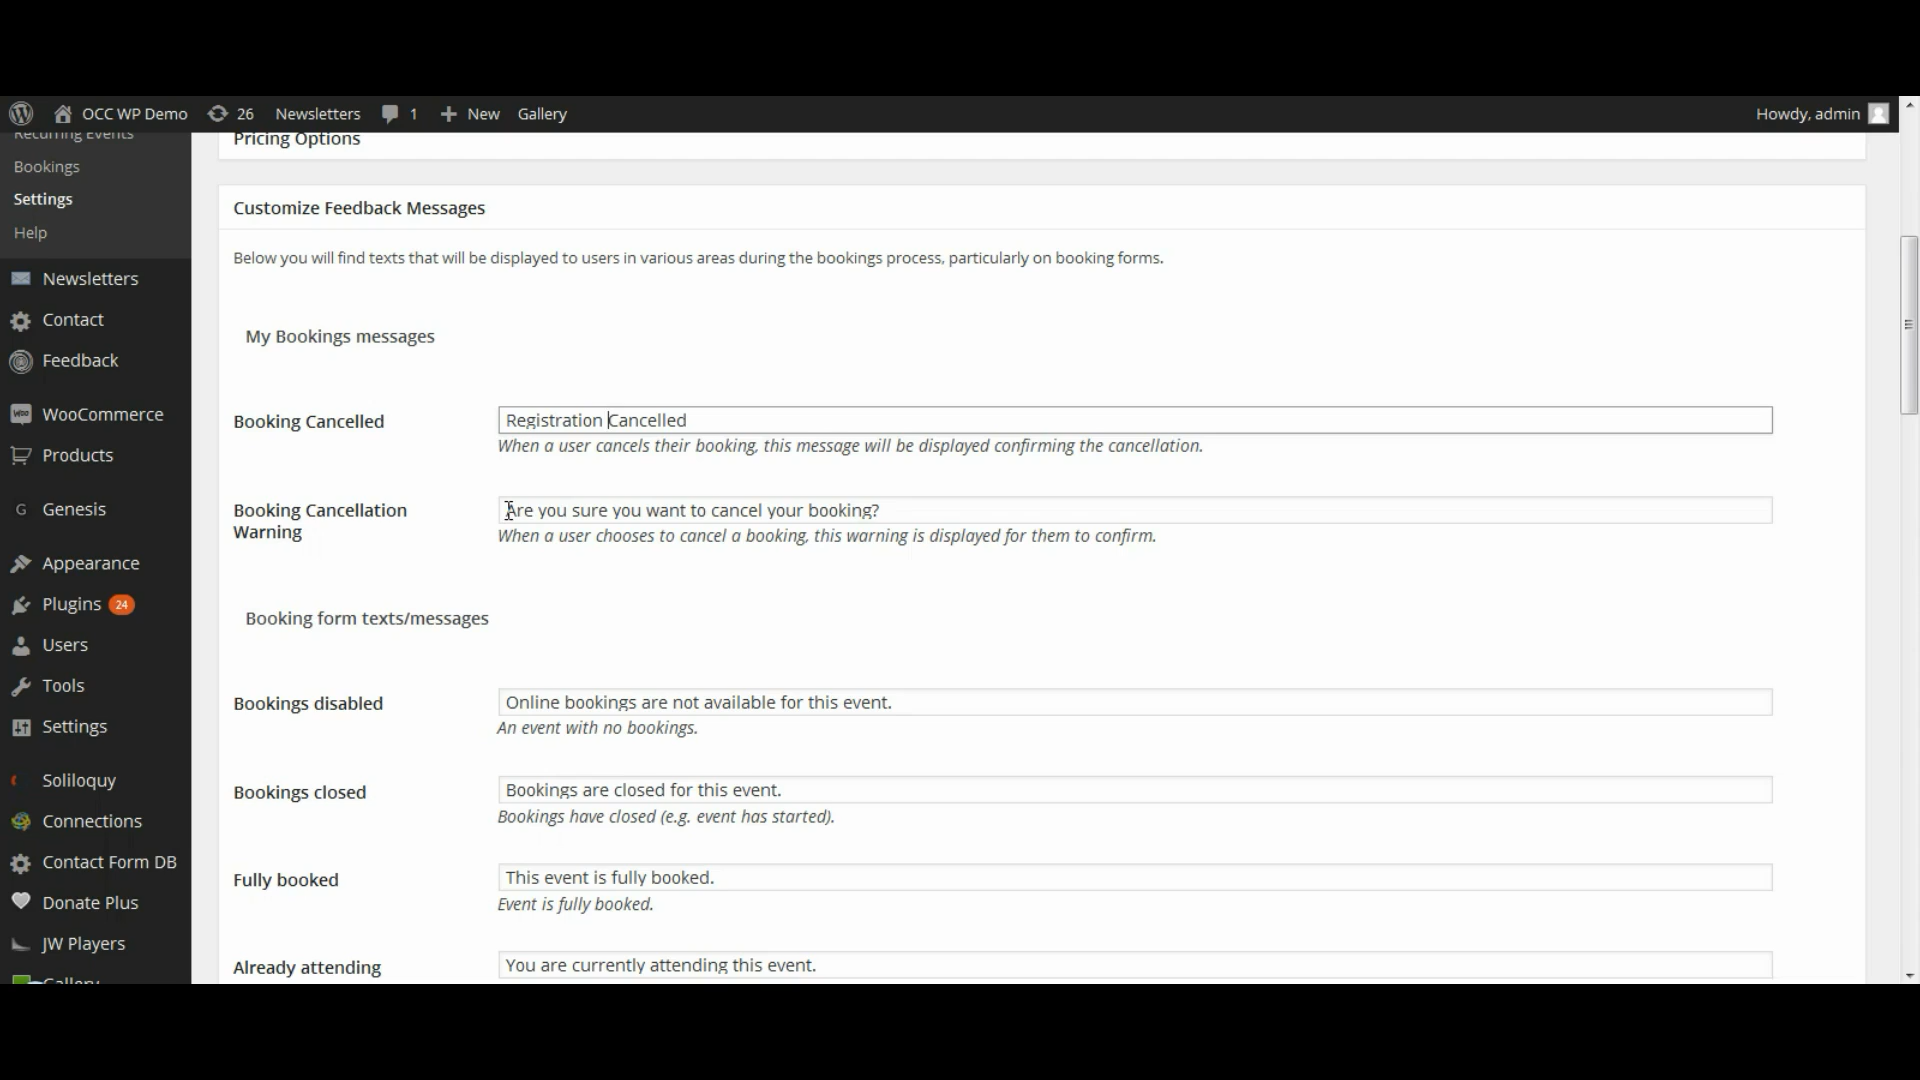 OCC WP Demo 26 Newsletters 1 New Gallery Howdy, admin
Recurring Events
Bookings
Settings
Help
Newsletters
Contact
Feedback
WooCommerce
Products
Genesis
Appearance
Plugins 24
Users
Tools
Settings
Soliloquy
Connections
Contact Form DB
Donate Plus
JW Players
Gallery
Pricing Options
Customize Feedback Messages
Below you will find texts that will be displayed to users in various areas during the bookings process, particularly on booking forms.
My Bookings messages
Booking Cancelled
Registration Cancelled
When a user cancels their booking, this message will be displayed confirming the cancellation.
Booking Cancellation
Warning
Are you sure you want to cancel your booking?
When a user chooses to cancel a booking, this warning is displayed for them to confirm.
Booking form texts/messages
Bookings disabled
Online bookings are not available for this event.
An event with no bookings.
Bookings closed
Bookings are closed for this event.
Bookings have closed (e.g. event has started).
Fully booked
This event is fully booked.
Event is fully booked.
Already attending
You are currently attending this event.